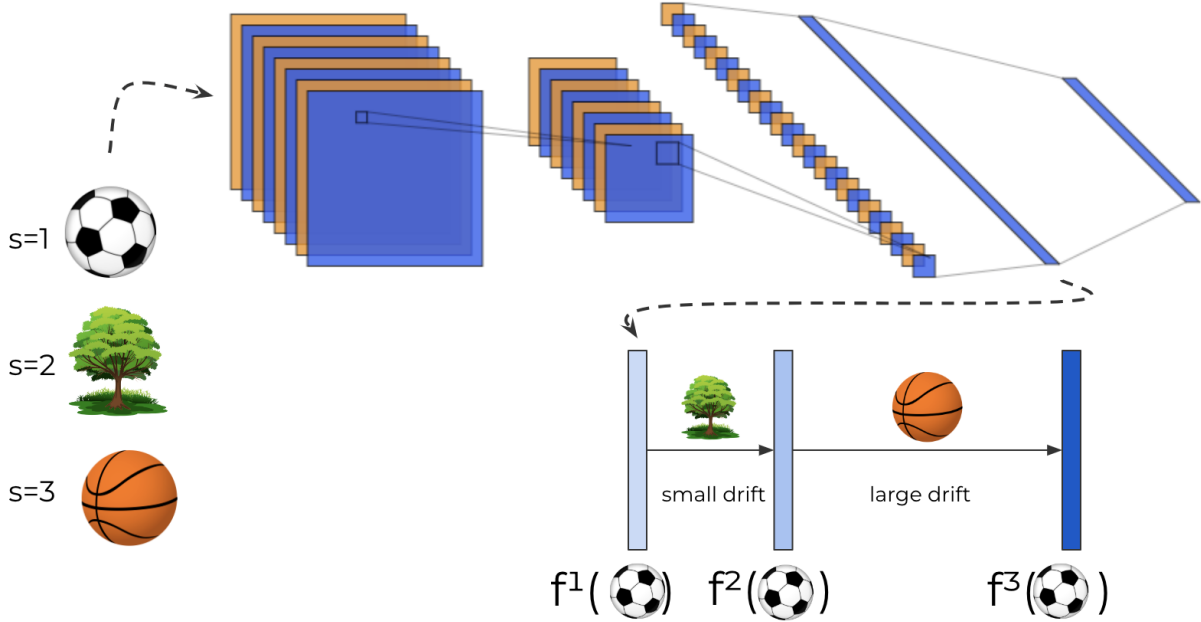 s=1
s=2
s=3
small drift
large drift
f¹( )
f²( )
f³( )